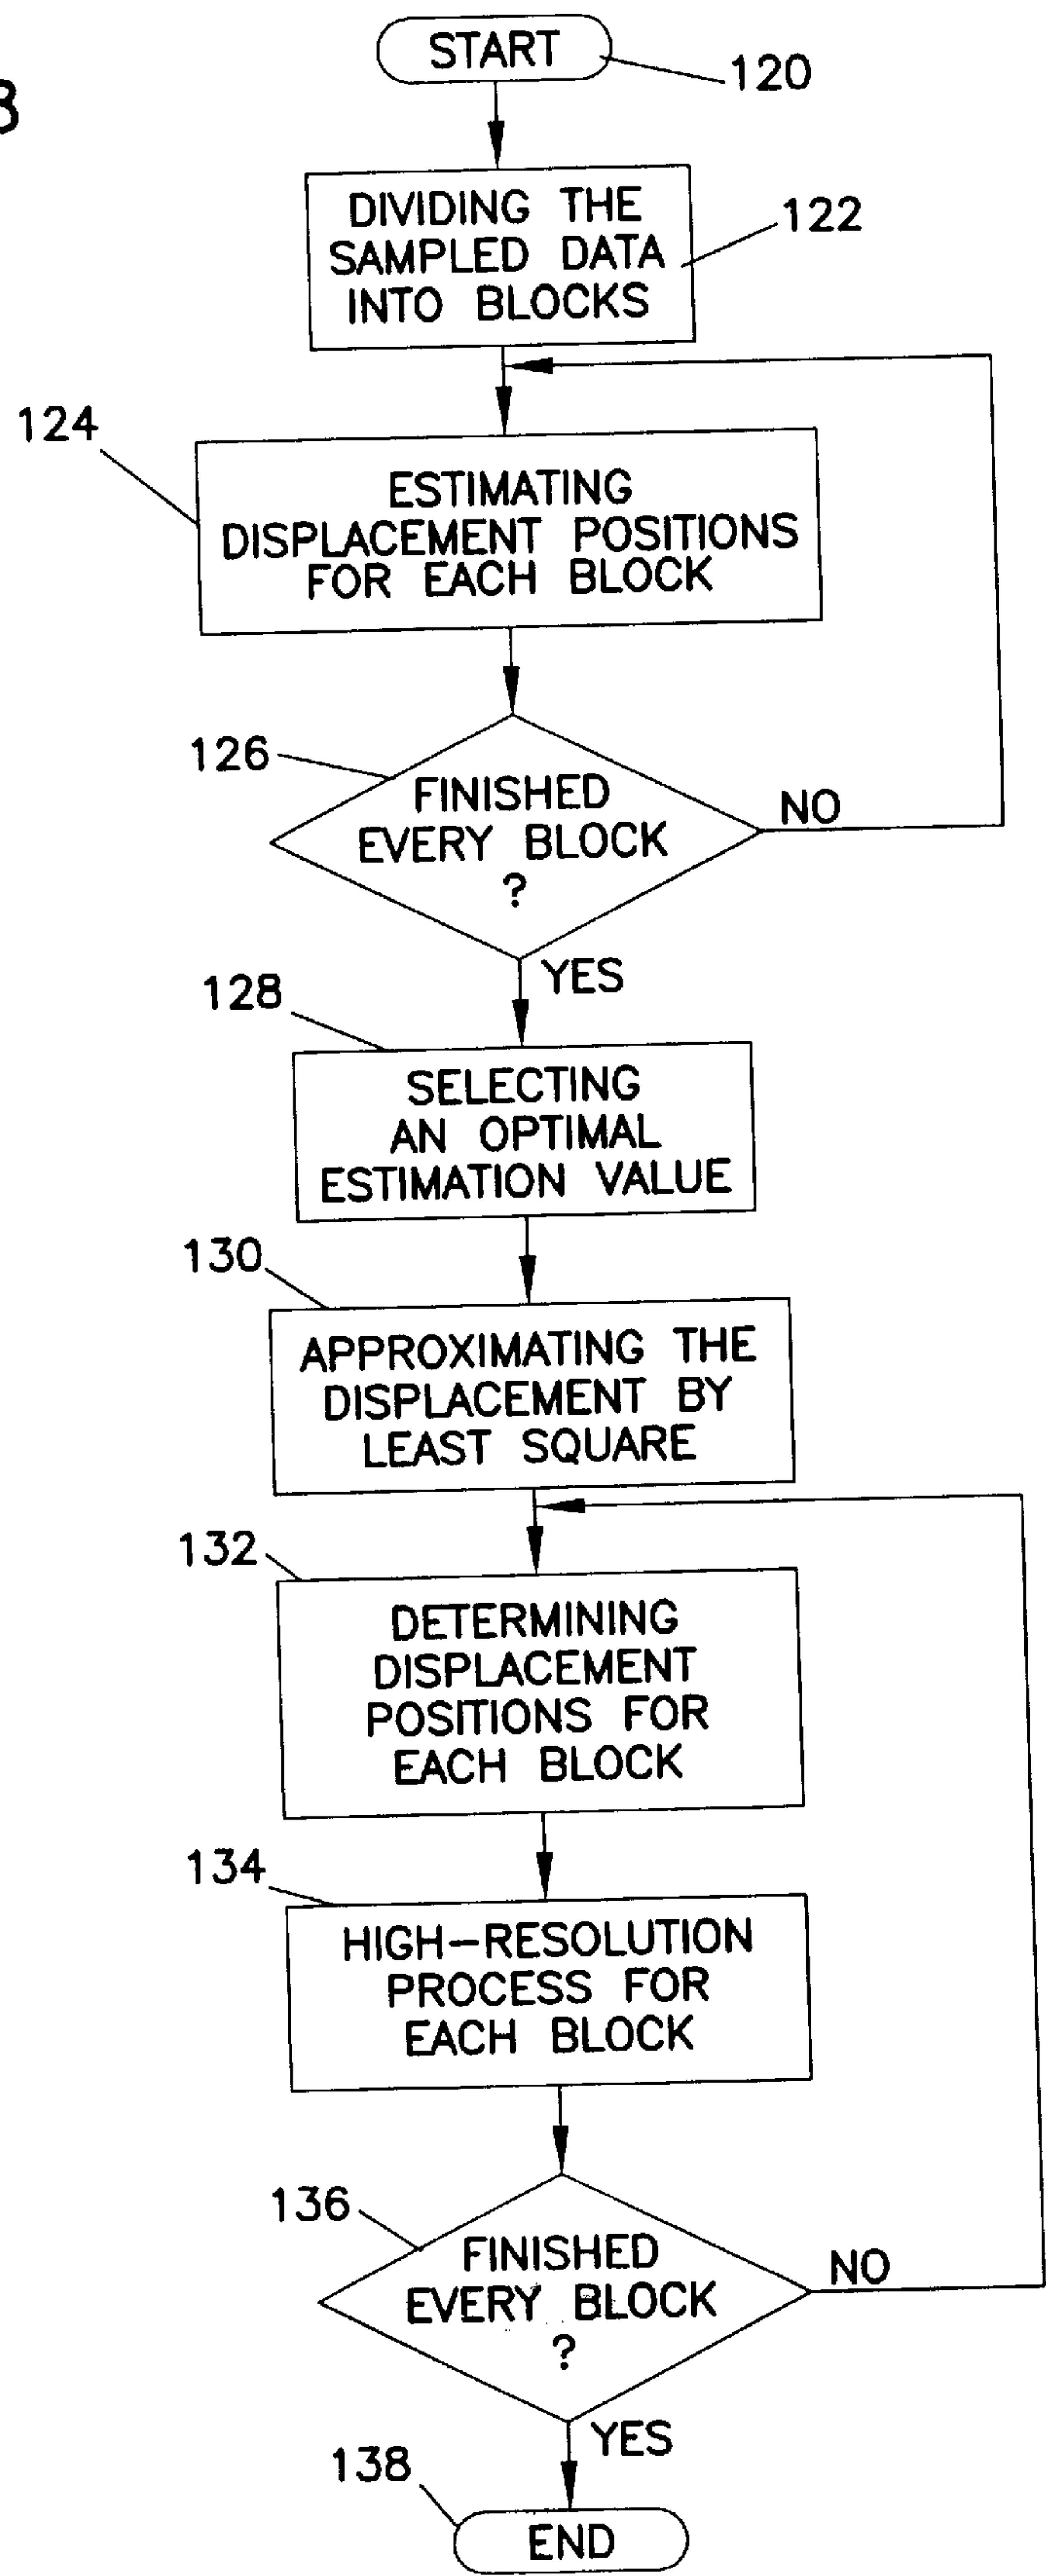 START
120
DIVIDING THE
SAMPLED DATA
INTO BLOCKS
122
124
ESTIMATING
DISPLACEMENT POSITIONS
FOR EACH BLOCK
126
FINISHED
EVERY BLOCK
?
NO
YES
128
SELECTING
AN OPTIMAL
ESTIMATION VALUE
130
APPROXIMATING THE
DISPLACEMENT BY
LEAST SQUARE
132
DETERMINING
DISPLACEMENT
POSITIONS FOR
EACH BLOCK
134
HIGH-RESOLUTION
PROCESS FOR
EACH BLOCK
136
FINISHED
EVERY BLOCK
?
NO
YES
138
END